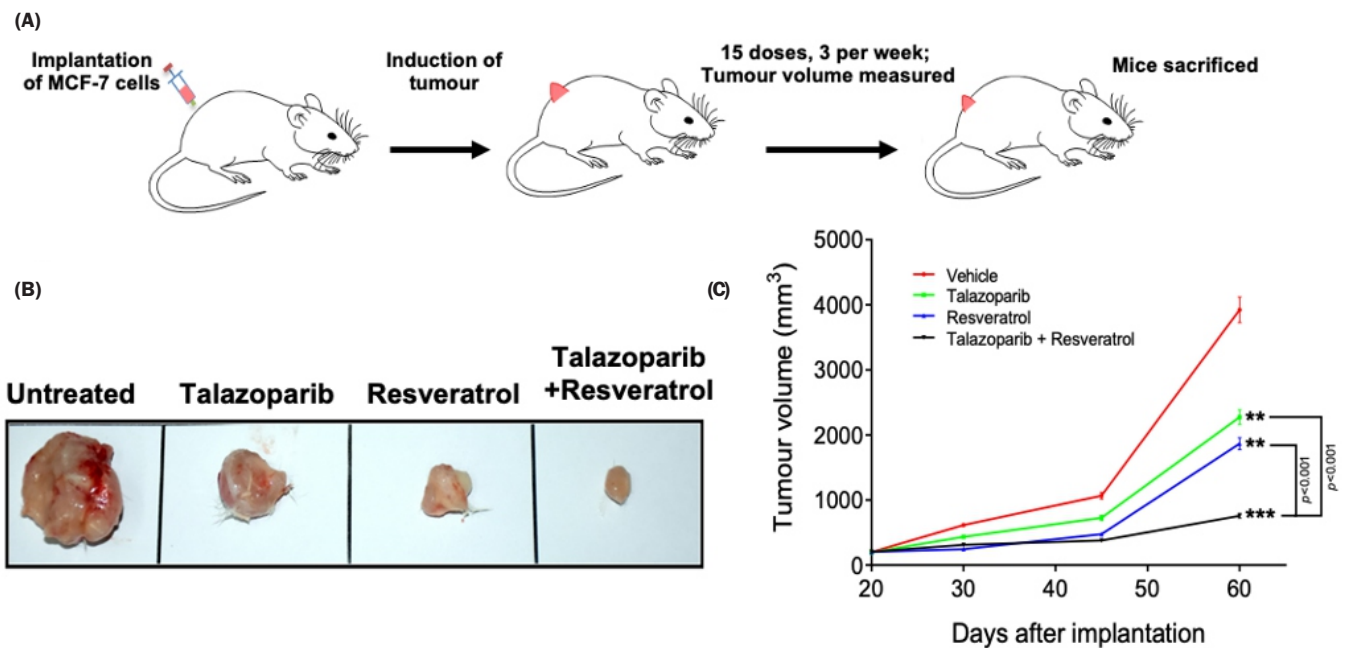 (A)
Implantation
of MCF-7 cells
Induction of
tumour
15 doses, 3 per week;
Tumour volume measured
Mice sacrificed
(B)
Untreated
Talazoparib
Resveratrol
Talazoparib
+Resveratrol
(C)
Tumour volume (mm³)
5000
4000
3000
2000
1000
0
Vehicle
Talazoparib
Resveratrol
Talazoparib + Resveratrol
**
**
***
p<0.001
p<0.001
20 30 40 50 60
Days after implantation